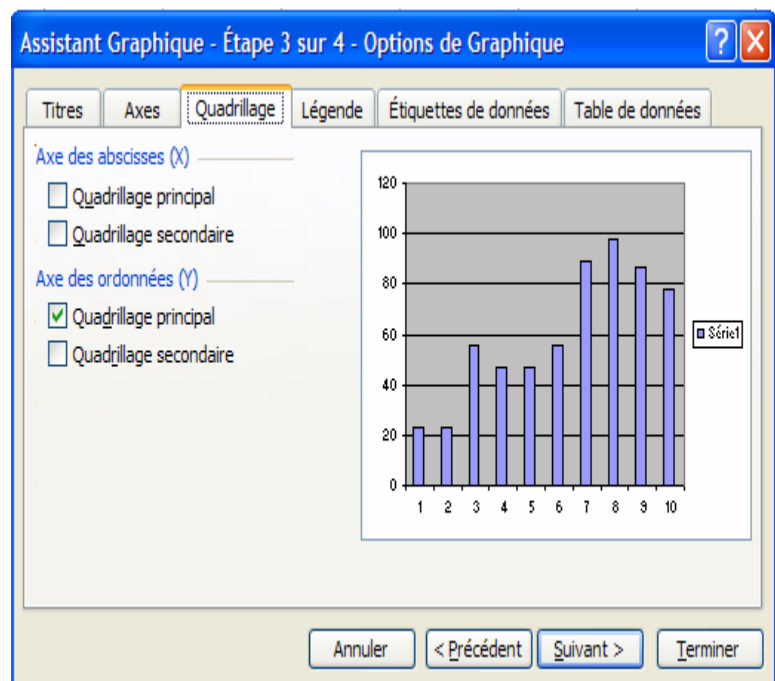 Assistant Graphique - Étape 3 sur 4 - Options de Graphique
?
X
Titres Axes Quadrillage Légende Étiquettes de données Table de données
Axe des abscisses (X)
Quadrillage principal
Quadrillage secondaire
Axe des ordonnées (Y)
Quadrillage principal
Quadrillage secondaire
120
100
80
60
40
20
0
1 2 3 4 5 6 7 8 9 10
Série1
Annuler < Précédent Suivant > Terminer